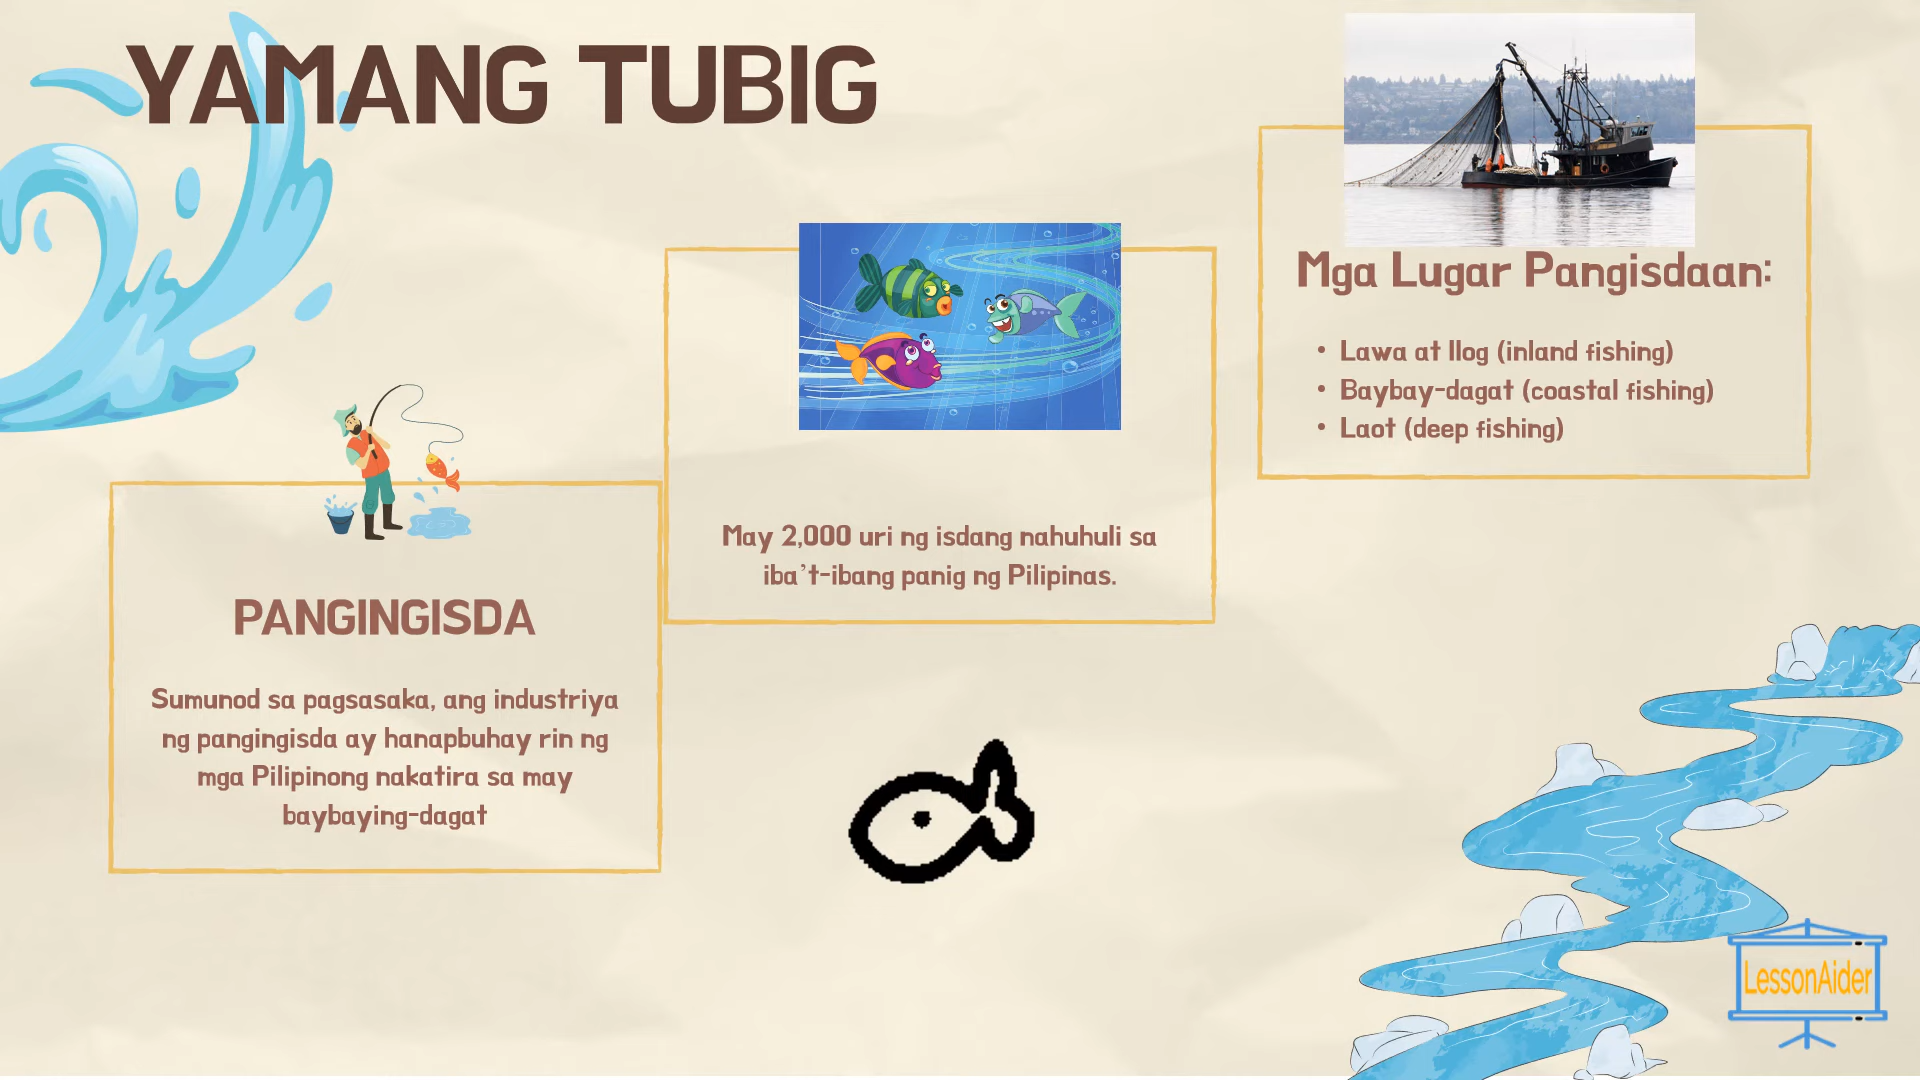 YAMANG TUBIG
PANGINGISDA
Sumunod sa pagsasaka, ang industriya
ng pangingisda ay hanapbuhay rin ng
mga Pilipinong nakatira sa may
baybaying-dagat
May 2,000 uri ng isdang nahuhuli sa
iba't-ibang panig ng Pilipinas.
Mga Lugar Pangisdaan:
• Lawa at Ilog (inland fishing)
• Baybay-dagat (coastal fishing)
• Laot (deep fishing)
LessonAider